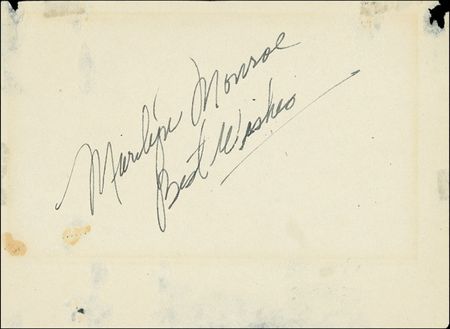 Marilyn Monroe
Best Wishes